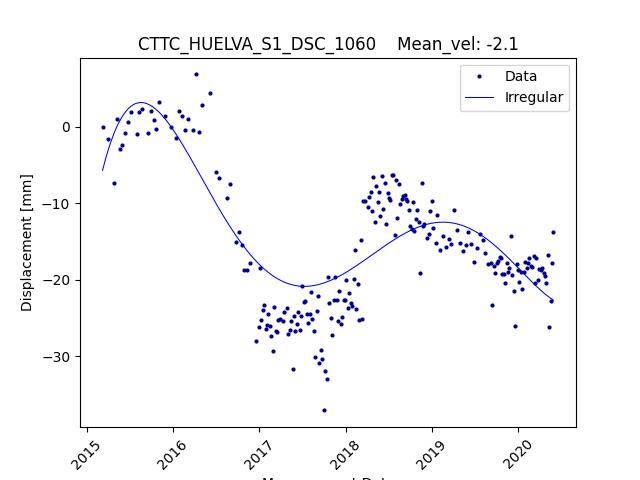 CTTC_HUELVA_S1_DSC_1060    Mean_vel: -2.1
Data
Irregular
0
−10
−20
−30
Displacement [mm]
2015
2016
2017
2018
2019
2020